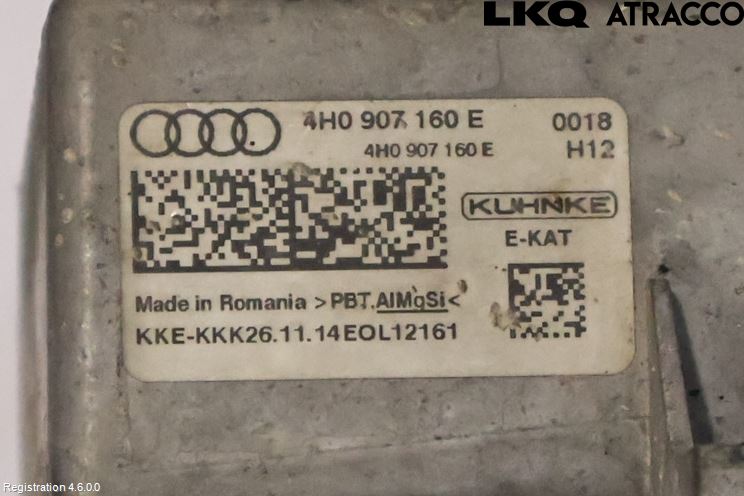 LKQ ATRACCO
4H0 907 160 E 0018
4H0 907 160 E H12
KUHNKE
E-KAT
Made in Romania >PBT.AlMgSi<
KKE-KKK26.11.14EOL12161
Registration 4.6.0.0